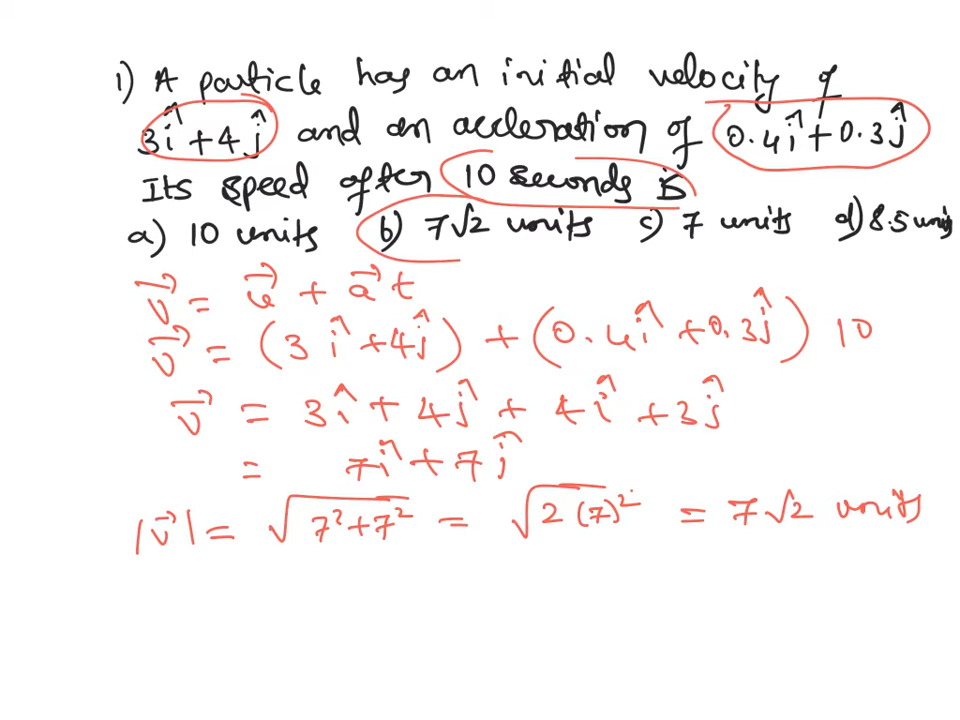 1) A particle has an initial velocity of
3î + 4ĵ and an accleration of 0.4î + 0.3ĵ
Its speed after 10 seconds is
a) 10 units b) 7√2 units c) 7 units d) 8.5 units
v⃗ = u⃗ + a⃗ t
v⃗ = (3î + 4ĵ) + (0.4î + 0.3ĵ) 10
v⃗ = 3î + 4ĵ + 4î + 3ĵ
= 7î + 7ĵ
|v⃗| = √(7² + 7²) = √(2 (7)²) = 7√2 units